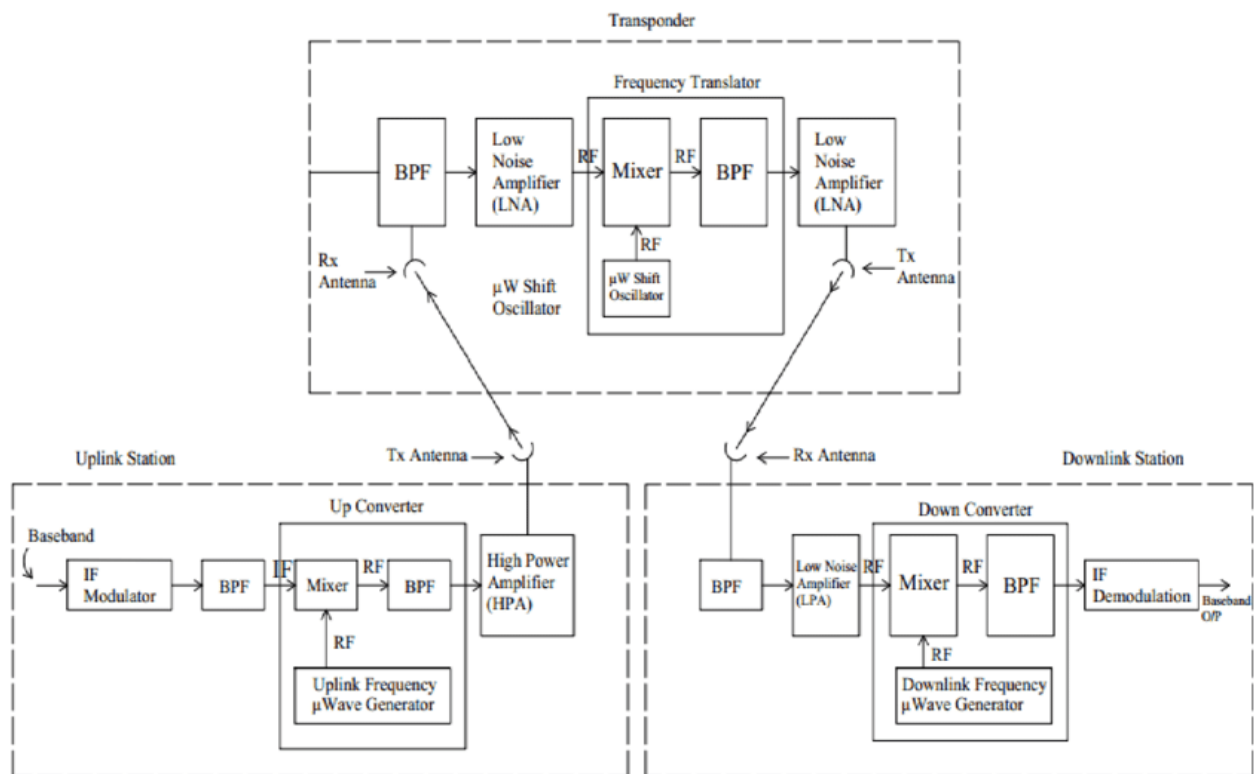 Transponder
Frequency Translator
BPF
Low
Noise
Amplifier
(LNA)
RF
Mixer
RF
BPF
Low
Noise
Amplifier
(LNA)
RF
µW Shift
Oscillator
Rx
Antenna
µW Shift
Oscillator
Tx
Antenna
Uplink Station
Tx Antenna
Rx Antenna
Downlink Station
Up Converter
Baseband
IF
Modulator
BPF
IF
Mixer
RF
BPF
High Power
Amplifier
(HPA)
RF
Uplink Frequency
µWave Generator
Down Converter
BPF
Low Noise
Amplifier
(LPA)
RF
Mixer
RF
BPF
IF
Demodulation
Baseband
O/P
RF
Downlink Frequency
µWave Generator